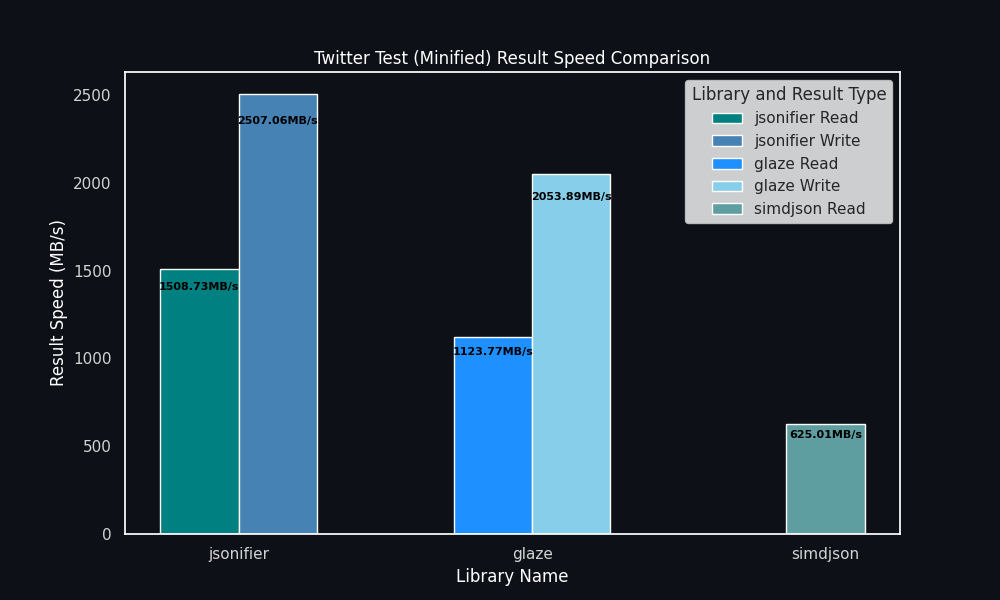 Twitter Test (Minified) Result Speed Comparison
Library and Result Type
jsonifier Read
jsonifier Write
glaze Read
glaze Write
simdjson Read
Result Speed (MB/s)
2500
2000
1500
1000
500
0
1508.73MB/s
2507.06MB/s
1123.77MB/s
2053.89MB/s
625.01MB/s
jsonifier
glaze
simdjson
Library Name